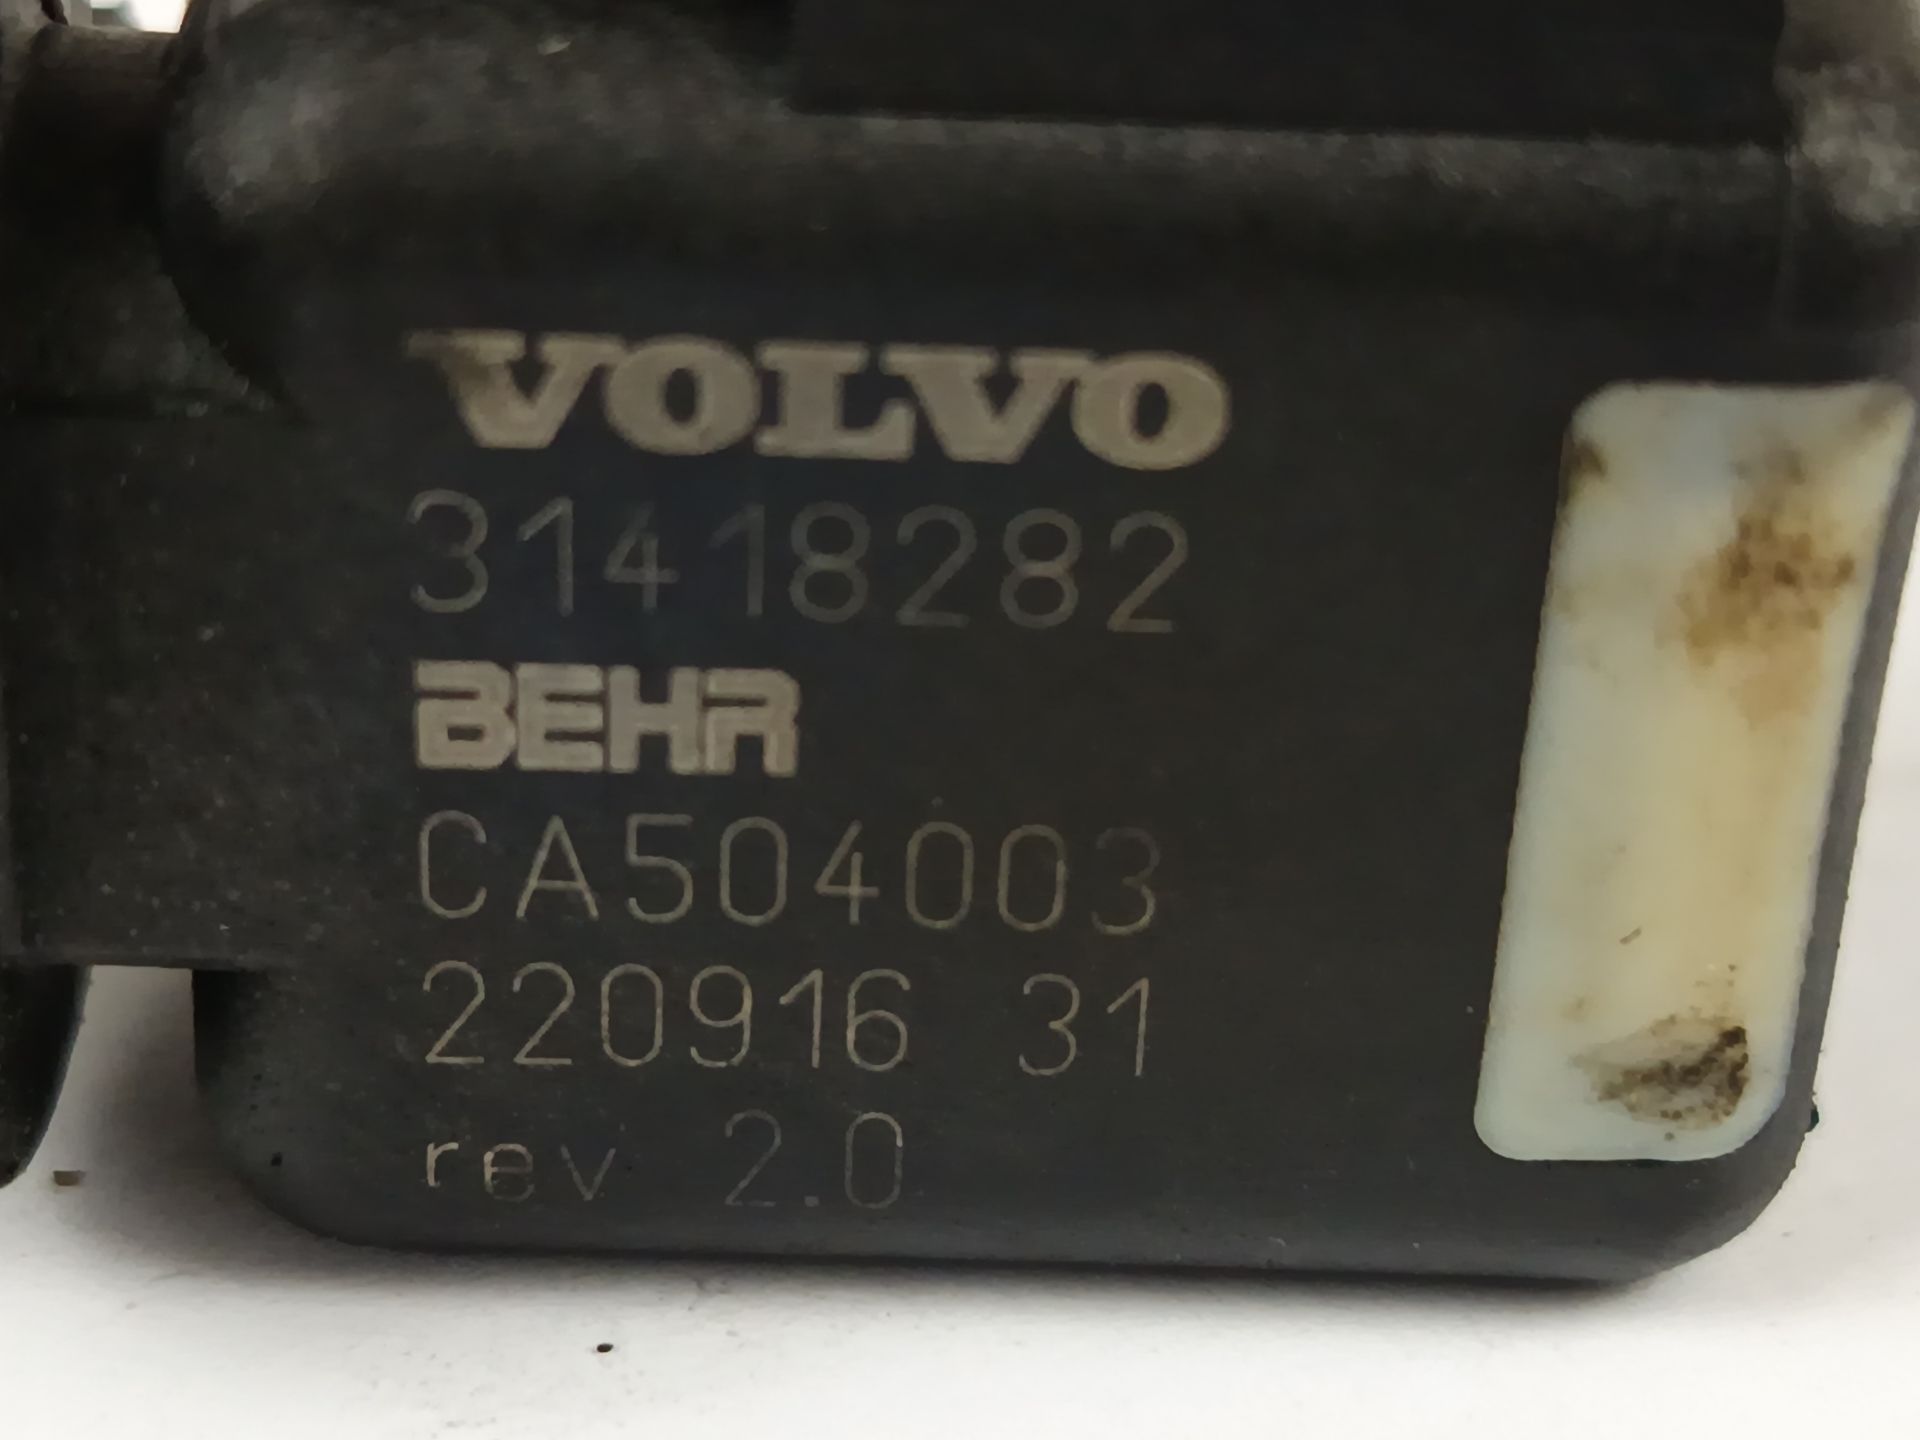 VOLVO
31418282
BEHR
CA504003
220916 31
rev 2.0